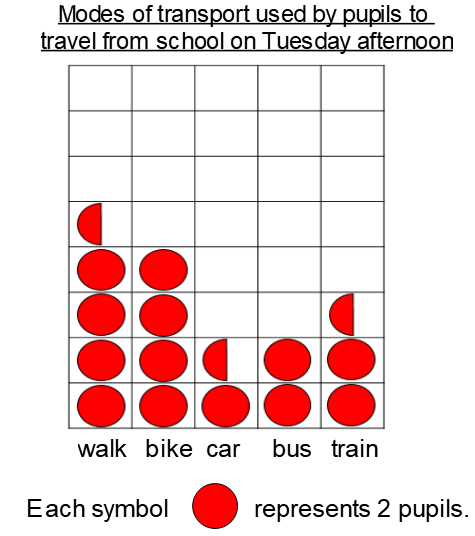 Modes of transport used by pupils to
travel from school on Tuesday afternoon
walk bike car bus train
Each symbol represents 2 pupils.